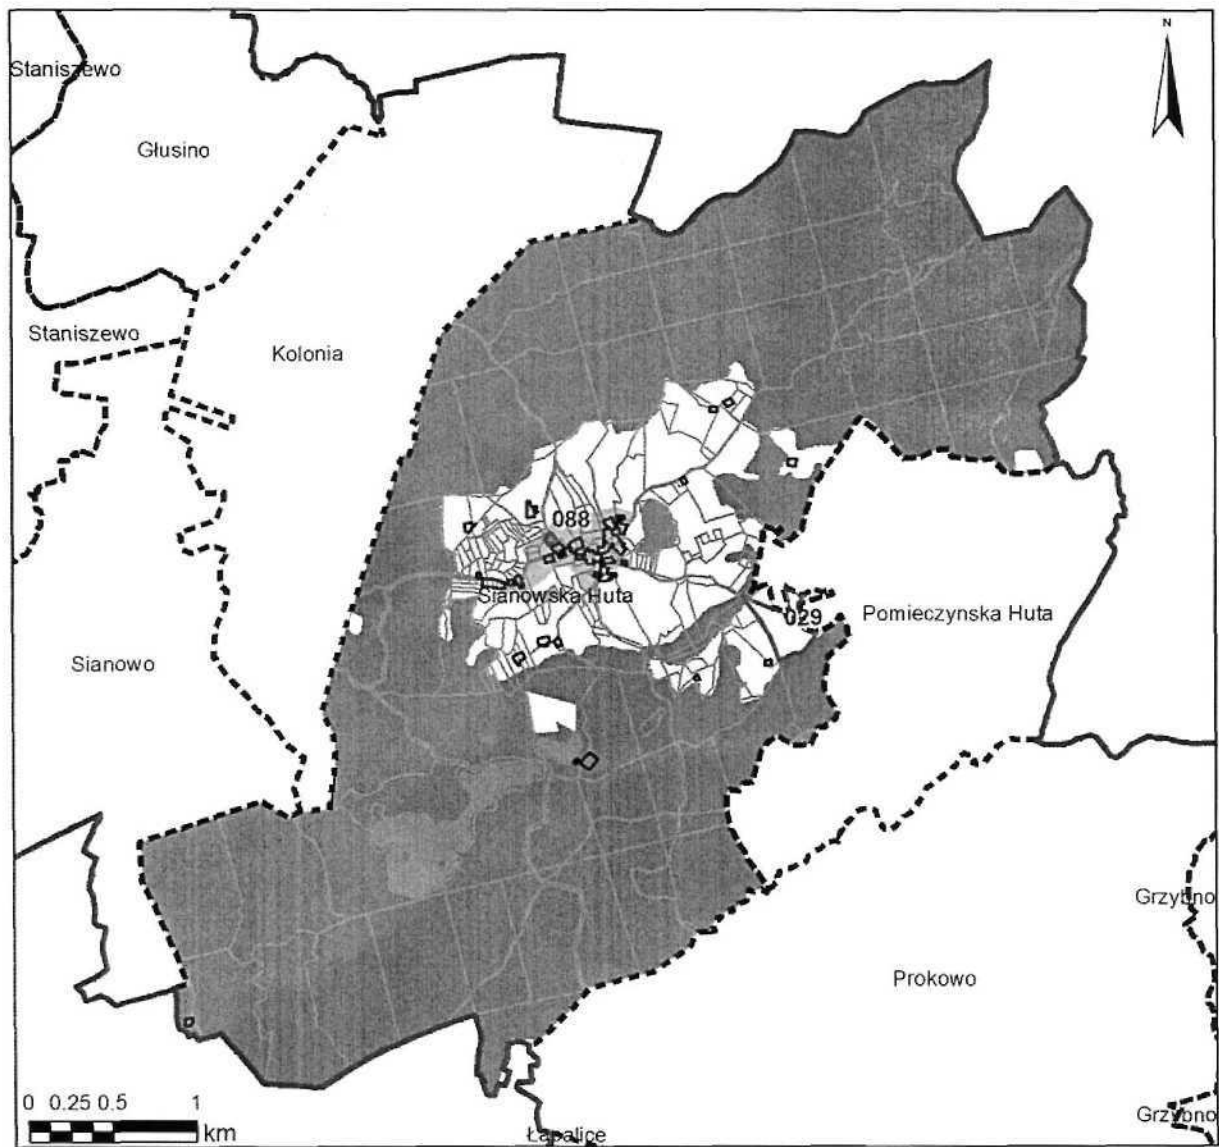 N
Staniszewo
Głusino
Staniszewo
Kolonia
088
Sianowska Huta
029
Pomieczynska Huta
Sianowo
Grzybno
Prokowo
0 0.25 0.5 1
km
Grzybno
Łapalice